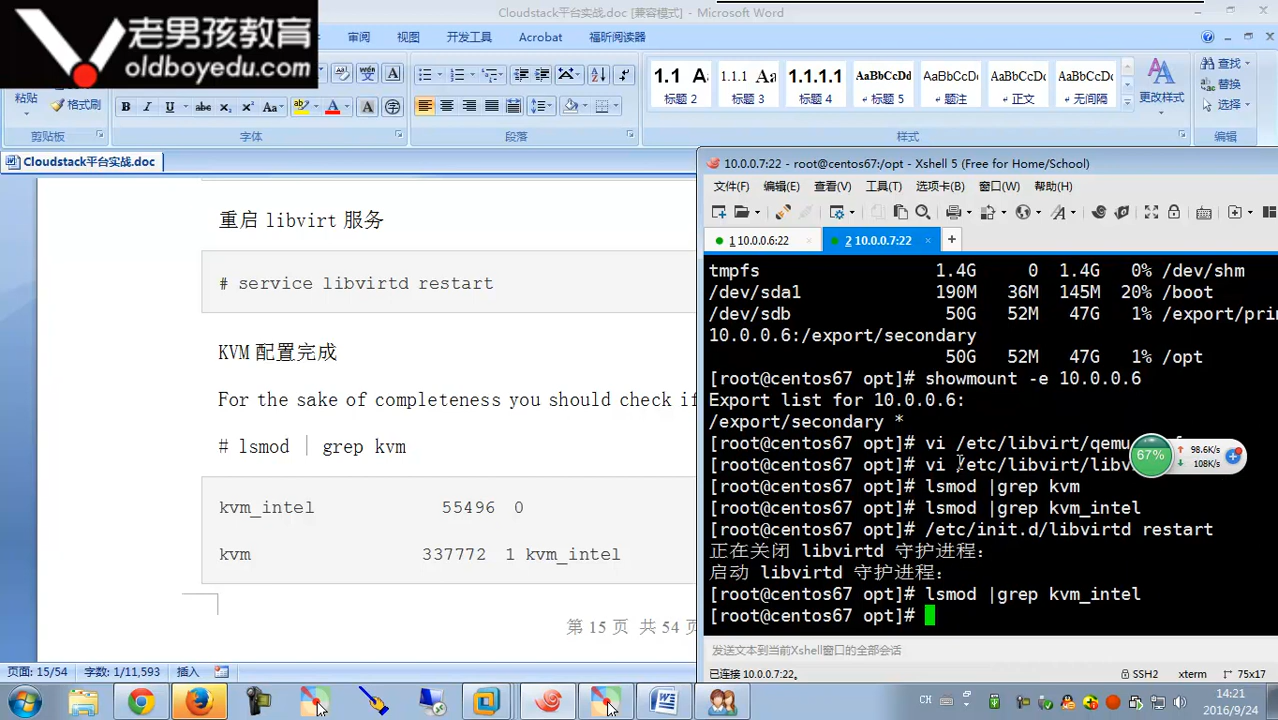 Cloudstack平台实战.doc [兼容模式] - Microsoft Word
老男孩教育
oldboyedu.com
审阅 视图 开发工具 Acrobat 福昕阅读器
粘贴 格式刷
剪贴板 字体 段落 样式 编辑
1.1 A 1.1.1 Aa 1.1.1.1 AaBbCcDd AaBbCcDd AaBbCcD AaBbCcDd
标题 2 标题 3 标题 4 标题 5 题注 正文 无间隔
更改样式
查找
替换
选择
Cloudstack平台实战.doc
重启 libvirt 服务
# service libvirtd restart
KVM 配置完成
For the sake of completeness you should check if
# lsmod | grep kvm
kvm_intel 55496 0
kvm 337772 1 kvm_intel
第 15 页 共 54 页
页面: 15/54 字数: 1/11,593 插入
10.0.0.7:22 - root@centos67:/opt - Xshell 5 (Free for Home/School)
文件(F) 编辑(E) 查看(V) 工具(T) 选项卡(B) 窗口(W) 帮助(H)
1 10.0.0.6:22 2 10.0.0.7:22
tmpfs 1.4G 0 1.4G 0% /dev/shm
/dev/sda1 190M 36M 145M 20% /boot
/dev/sdb 50G 52M 47G 1% /export/pri
10.0.0.6:/export/secondary
50G 52M 47G 1% /opt
[root@centos67 opt]# showmount -e 10.0.0.6
Export list for 10.0.0.6:
/export/secondary *
[root@centos67 opt]# vi /etc/libvirt/qemu
[root@centos67 opt]# vi /etc/libvirt/libv
[root@centos67 opt]# lsmod |grep kvm
[root@centos67 opt]# lsmod |grep kvm_intel
[root@centos67 opt]# /etc/init.d/libvirtd restart
正在关闭 libvirtd 守护进程:
启动 libvirtd 守护进程:
[root@centos67 opt]# lsmod |grep kvm_intel
[root@centos67 opt]#
67% 98.6K/s
108K/s
发送文本到当前Xshell窗口的全部会话
已连接 10.0.0.7:22。 SSH2 xterm 75x17
CH
14:21
2016/9/24